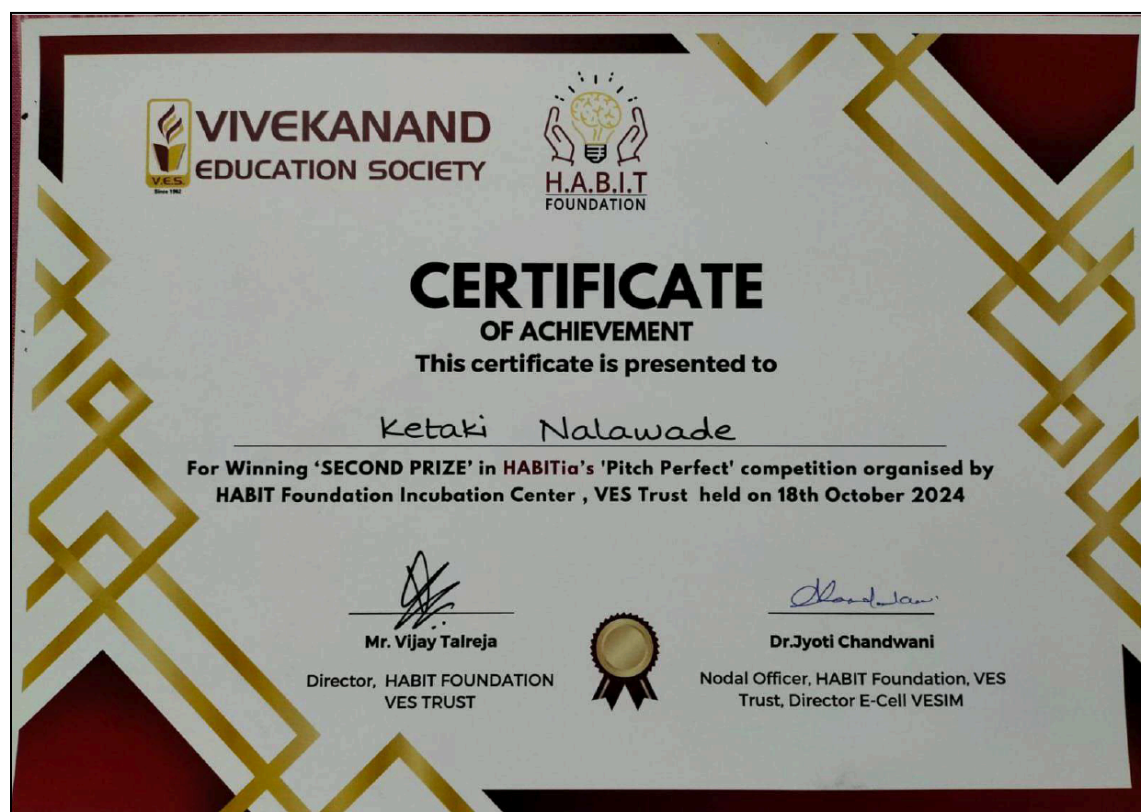 VIVEKANAND
EDUCATION SOCIETY
V.E.S.
Since 1962
H.A.B.I.T
FOUNDATION
CERTIFICATE
OF ACHIEVEMENT
This certificate is presented to
Ketaki Nalawade
For Winning ‘SECOND PRIZE’ in HABITia's 'Pitch Perfect' competition organised by
HABIT Foundation Incubation Center , VES Trust held on 18th October 2024
Mr. Vijay Talreja
Director, HABIT FOUNDATION
VES TRUST
Dr.Jyoti Chandwani
Nodal Officer, HABIT Foundation, VES
Trust, Director E-Cell VESIM